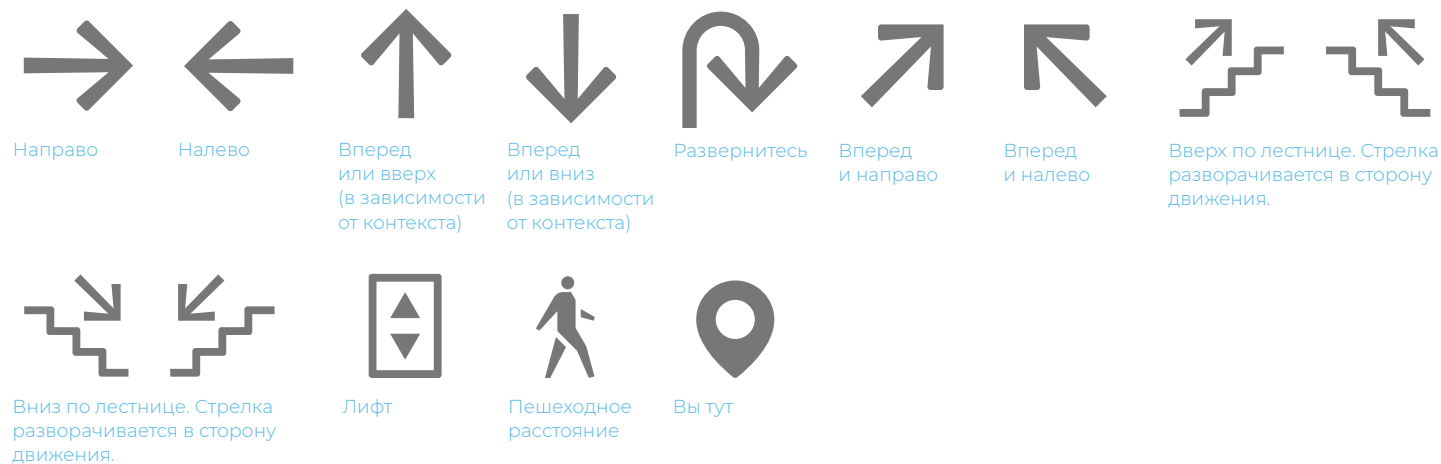 Направо
Налево
Вперед
или вверх
(в зависимости
от контекста)
Вперед
или вниз
(в зависимости
от контекста)
Развернитесь
Вперед
и направо
Вперед
и налево
Вверх по лестнице. Стрелка
разворачивается в сторону
движения.
Вниз по лестнице. Стрелка
разворачивается в сторону
движения.
Лифт
Пешеходное
расстояние
Вы тут